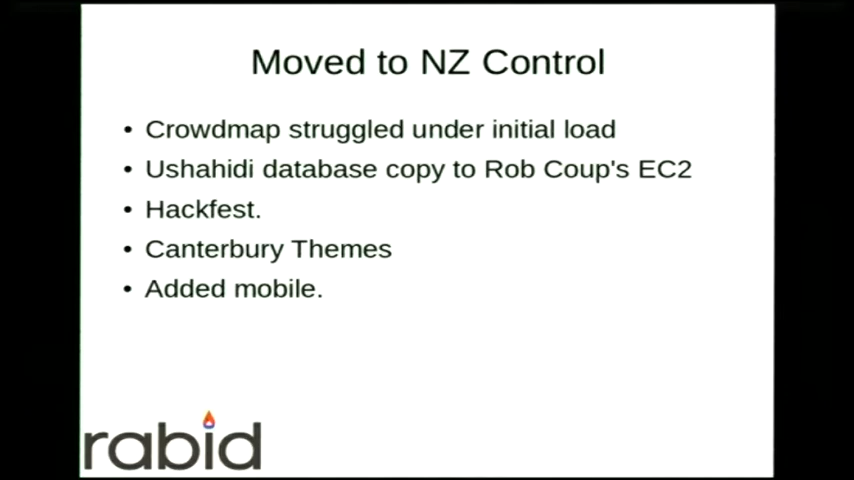 Moved to NZ Control
• Crowdmap struggled under initial load
• Ushahidi database copy to Rob Coup's EC2
• Hackfest.
• Canterbury Themes
• Added mobile.
rabid